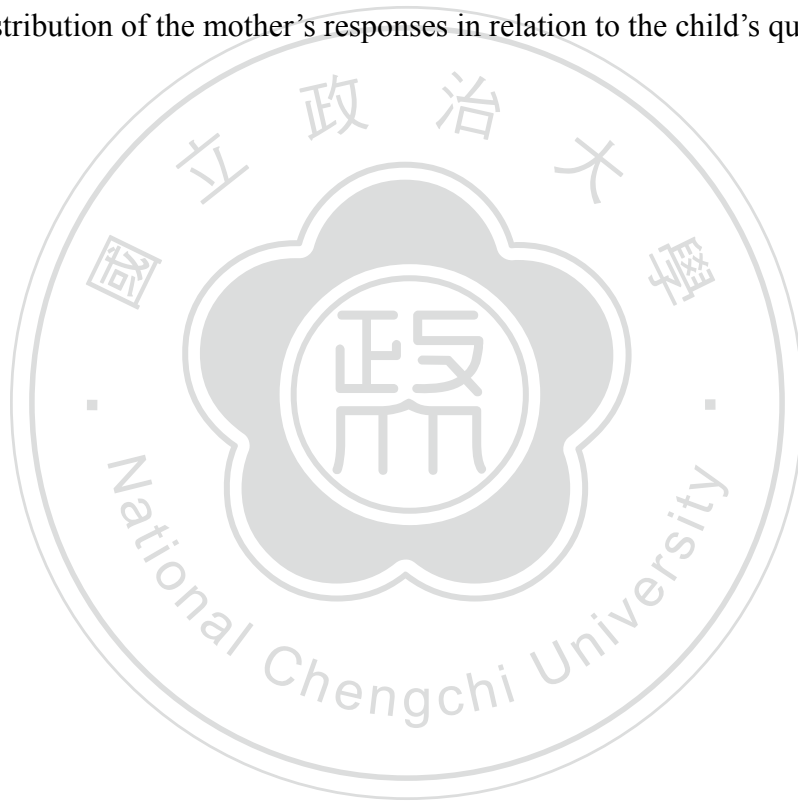 stribution of the mother’s responses in relation to the child’s qu
國立政治大學
政
National Chengchi University